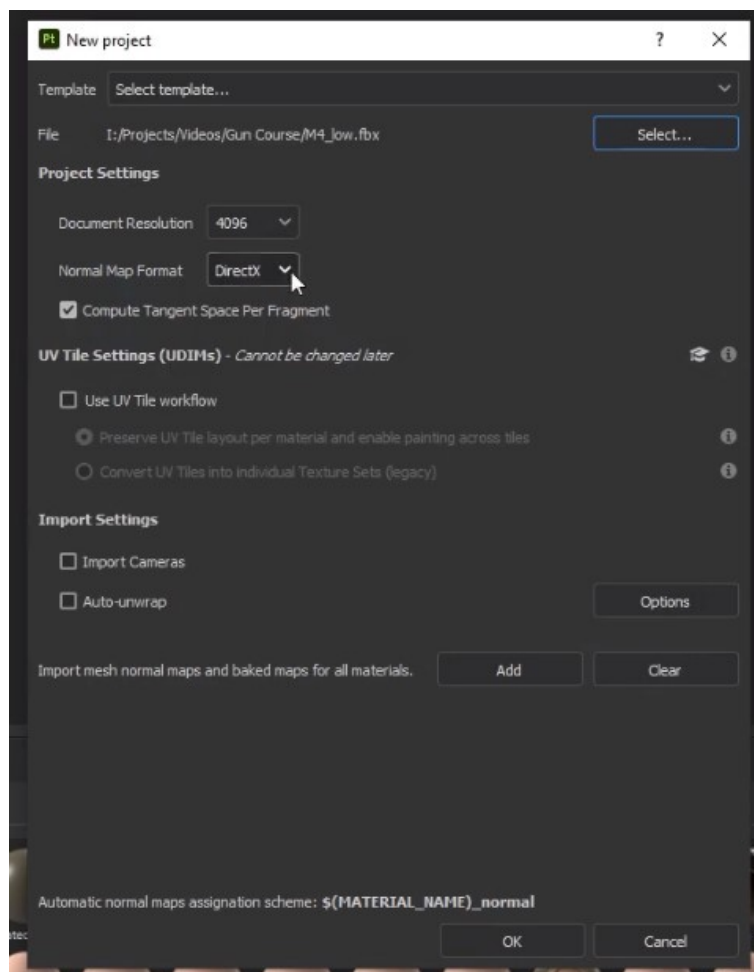 Pt New project ?
Template Select template...
File I:/Projects/Videos/Gun Course/M4_low.fbx Select...
Project Settings
Document Resolution 4096
Normal Map Format DirectX
Compute Tangent Space Per Fragment
UV Tile Settings (UDIMs) - Cannot be changed later
Use UV Tile workflow
Preserve UV Tile layout per material and enable painting across tiles
Convert UV Tiles into individual Texture Sets (legacy)
Import Settings
Import Cameras
Auto-unwrap Options
Import mesh normal maps and baked maps for all materials. Add Clear
Automatic normal maps assignation scheme: $(MATERIAL_NAME)_normal
OK Cancel